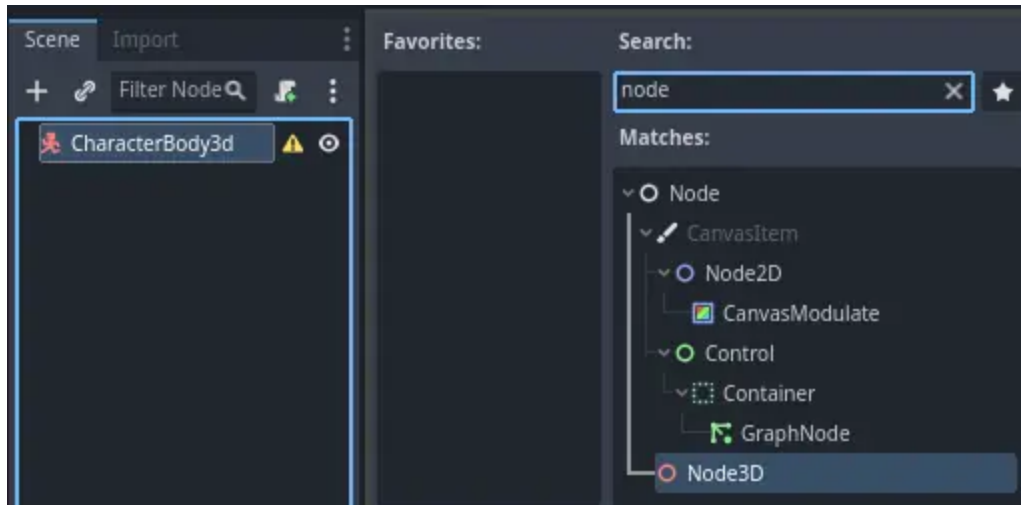 Scene
Import
Filter Node
CharacterBody3d
Favorites:
Search:
node
Matches:
Node
CanvasItem
Node2D
CanvasModulate
Control
Container
GraphNode
Node3D